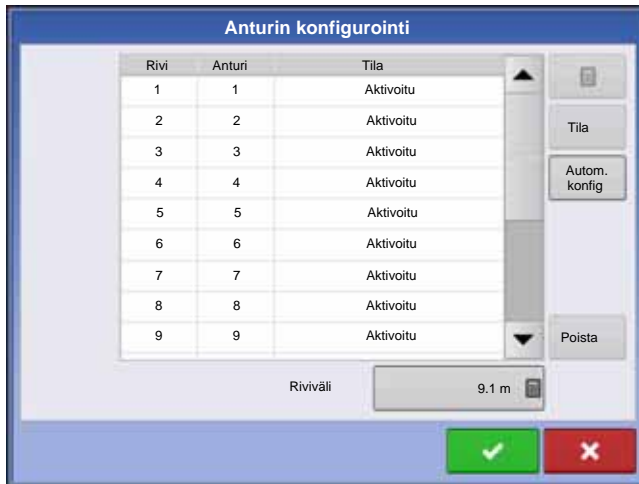 Anturin konfigurointi
Rivi Anturi Tila
1 1 Aktivoitu
2 2 Aktivoitu
3 3 Aktivoitu
4 4 Aktivoitu
5 5 Aktivoitu
6 6 Aktivoitu
7 7 Aktivoitu
8 8 Aktivoitu
9 9 Aktivoitu
Tila
Autom.
konfig
Poista
Riviväli 9.1 m